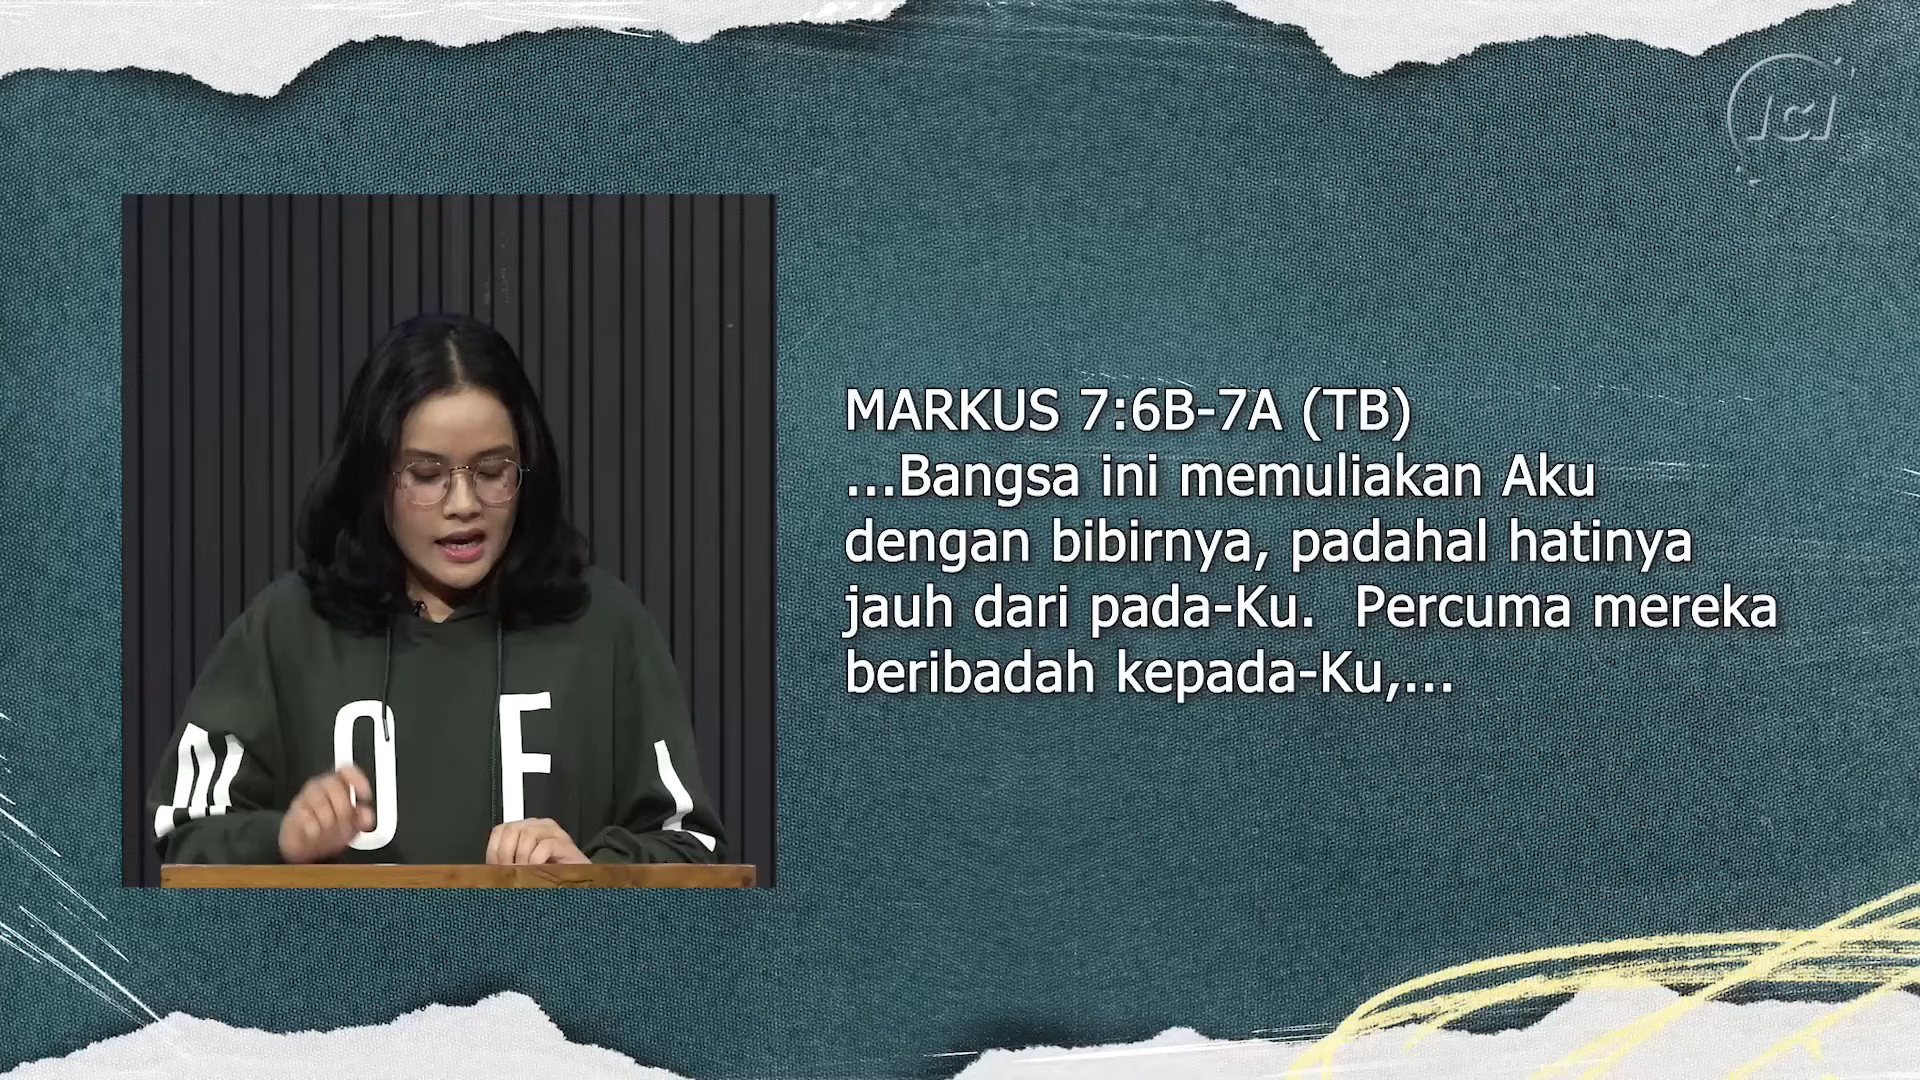 ICI
MARKUS 7:6B-7A (TB)
...Bangsa ini memuliakan Aku
dengan bibirnya, padahal hatinya
jauh dari pada-Ku.  Percuma mereka
beribadah kepada-Ku,...
O F